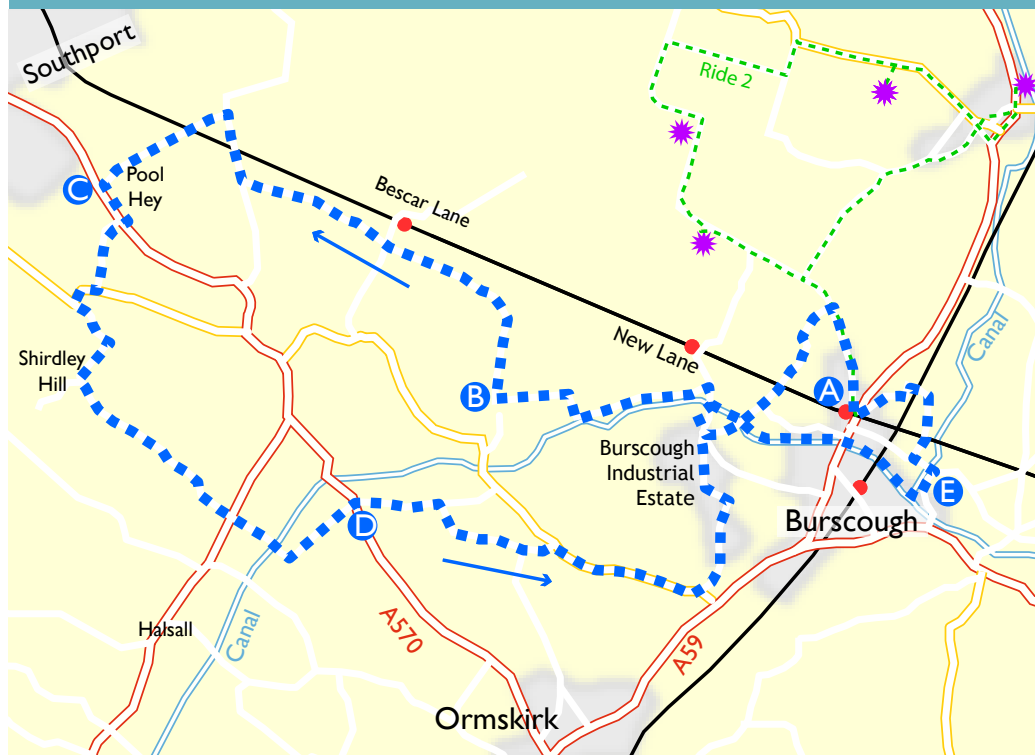 Southport
Ride 2
C
Pool
Hey
Bescar Lane
Canal
New Lane
Shirdley
Hill
B
A
Burscough
Industrial
Estate
E
D
Burscough
Halsall
Canal
A570
A59
Ormskirk